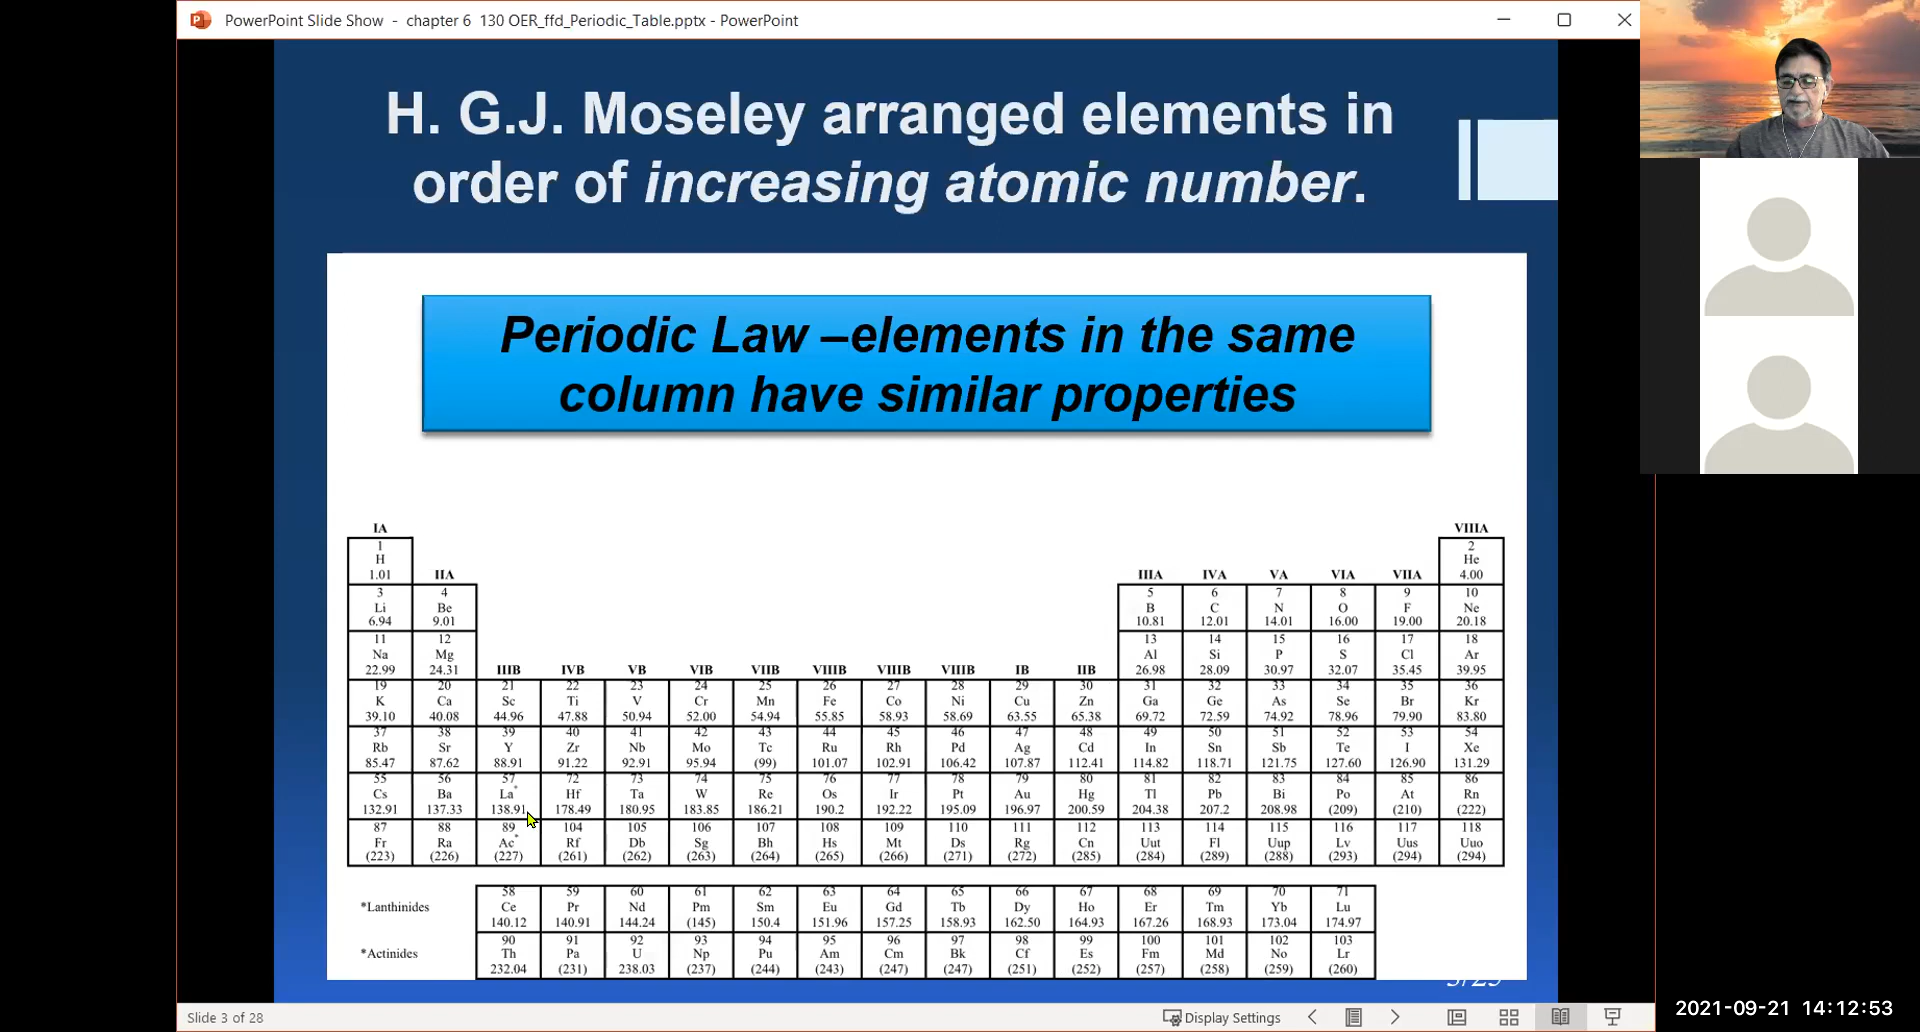 PowerPoint Slide Show - chapter 6 130 OER_ffd_Periodic_Table.pptx - PowerPoint
H. G.J. Moseley arranged elements in
order of increasing atomic number.
Periodic Law –elements in the same
column have similar properties
IA VIIIA
1 2
H He
1.01 IIA IIIA IVA VA VIA VIIA 4.00
3 4 5 6 7 8 9 10
Li Be B C N O F Ne
6.94 9.01 10.81 12.01 14.01 16.00 19.00 20.18
11 12 13 14 15 16 17 18
Na Mg Al Si P S Cl Ar
22.99 24.31 IIIB IVB VB VIB VIIB VIIIB VIIIB VIIIB IB IIB 26.98 28.09 30.97 32.07 35.45 39.95
19 20 21 22 23 24 25 26 27 28 29 30 31 32 33 34 35 36
K Ca Sc Ti V Cr Mn Fe Co Ni Cu Zn Ga Ge As Se Br Kr
39.10 40.08 44.96 47.88 50.94 52.00 54.94 55.85 58.93 58.69 63.55 65.38 69.72 72.59 74.92 78.96 79.90 83.80
37 38 39 40 41 42 43 44 45 46 47 48 49 50 51 52 53 54
Rb Sr Y Zr Nb Mo Tc Ru Rh Pd Ag Cd In Sn Sb Te I Xe
85.47 87.62 88.91 91.22 92.91 95.94 (99) 101.07 102.91 106.42 107.87 112.41 114.82 118.71 121.75 127.60 126.90 131.29
55 56 57 72 73 74 75 76 77 78 79 80 81 82 83 84 85 86
Cs Ba La* Hf Ta W Re Os Ir Pt Au Hg Tl Pb Bi Po At Rn
132.91 137.33 138.91 178.49 180.95 183.85 186.21 190.2 192.22 195.09 196.97 200.59 204.38 207.2 208.98 (209) (210) (222)
87 88 89 104 105 106 107 108 109 110 111 112 113 114 115 116 117 118
Fr Ra Ac* Rf Db Sg Bh Hs Mt Ds Rg Cn Uut Fl Uup Lv Uus Uuo
(223) (226) (227) (261) (262) (263) (264) (265) (266) (271) (272) (285) (284) (289) (288) (293) (294) (294)
58 59 60 61 62 63 64 65 66 67 68 69 70 71
*Lanthinides Ce Pr Nd Pm Sm Eu Gd Tb Dy Ho Er Tm Yb Lu
140.12 140.91 144.24 (145) 150.4 151.96 157.25 158.93 162.50 164.93 167.26 168.93 173.04 174.97
90 91 92 93 94 95 96 97 98 99 100 101 102 103
*Actinides Th Pa U Np Pu Am Cm Bk Cf Es Fm Md No Lr
232.04 (231) 238.03 (237) (244) (243) (247) (247) (251) (252) (257) (258) (259) (260)
Slide 3 of 28
Display Settings
2021-09-21 14:12:53